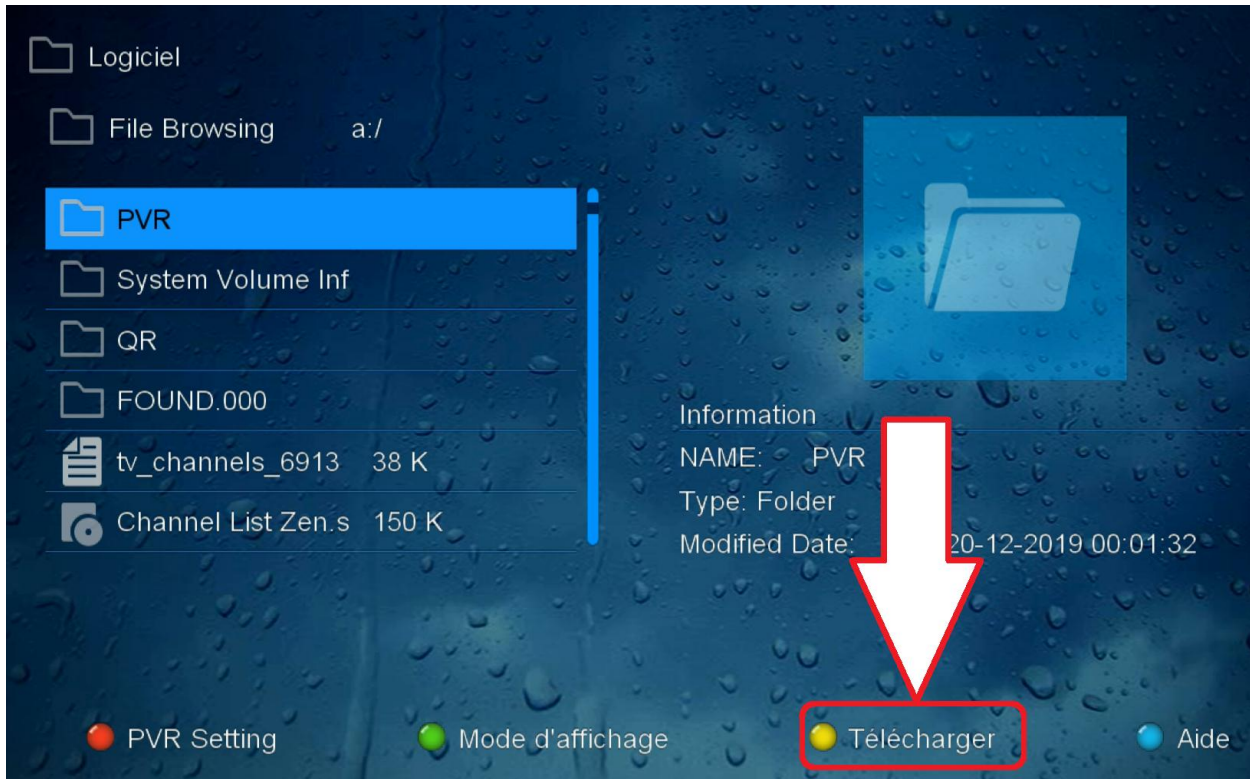 Logiciel
File Browsing a:/
PVR
System Volume Inf
QR
FOUND.000
tv_channels_6913 38 K
Channel List Zen.s 150 K
Information
NAME: PVR
Type: Folder
Modified Date: 20-12-2019 00:01:32
PVR Setting Mode d'affichage Télécharger Aide